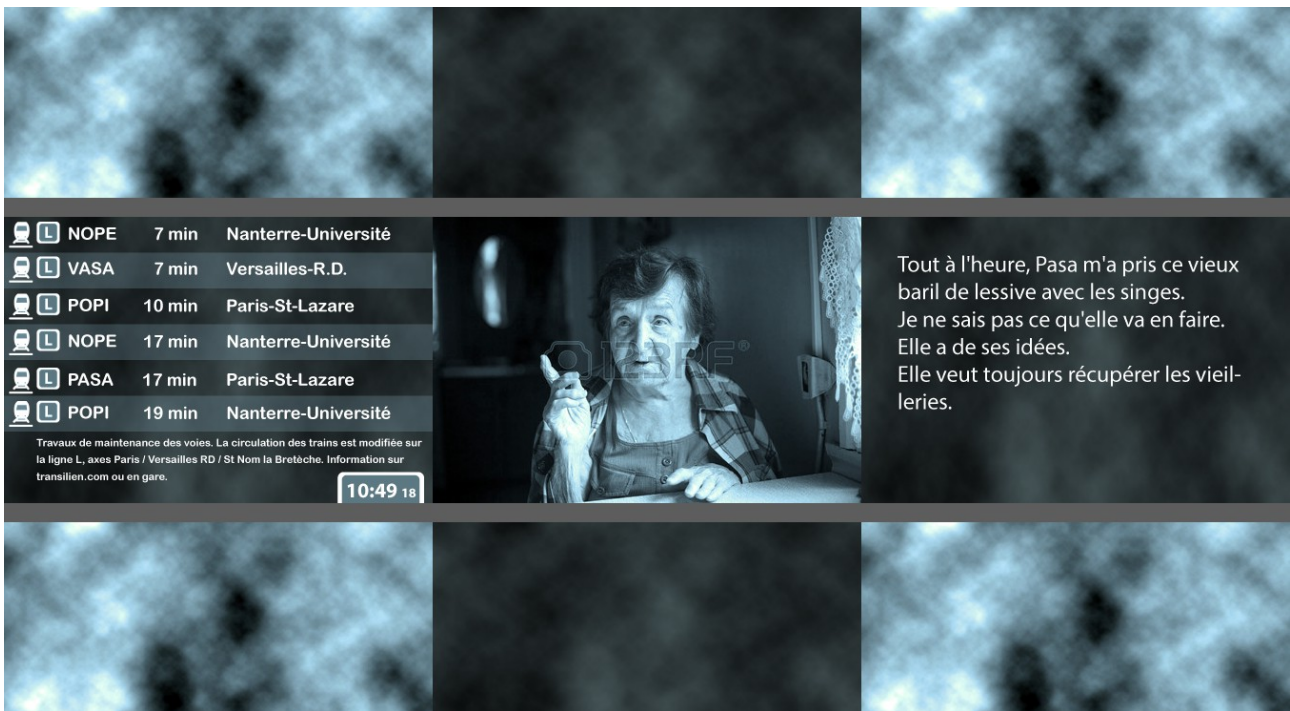 L NOPE 7 min Nanterre-Université
L VASA 7 min Versailles-R.D.
L POPI 10 min Paris-St-Lazare
L NOPE 17 min Nanterre-Université
L PASA 17 min Paris-St-Lazare
L POPI 19 min Nanterre-Université
Travaux de maintenance des voies. La circulation des trains est modifiée sur
la ligne L, axes Paris / Versailles RD / St Nom la Bretèche. Information sur
transilien.com ou en gare.
10:49 18
123RF®
Tout à l'heure, Pasa m'a pris ce vieux
baril de lessive avec les singes.
Je ne sais pas ce qu'elle va en faire.
Elle a de ses idées.
Elle veut toujours récupérer les vieil-
leries.